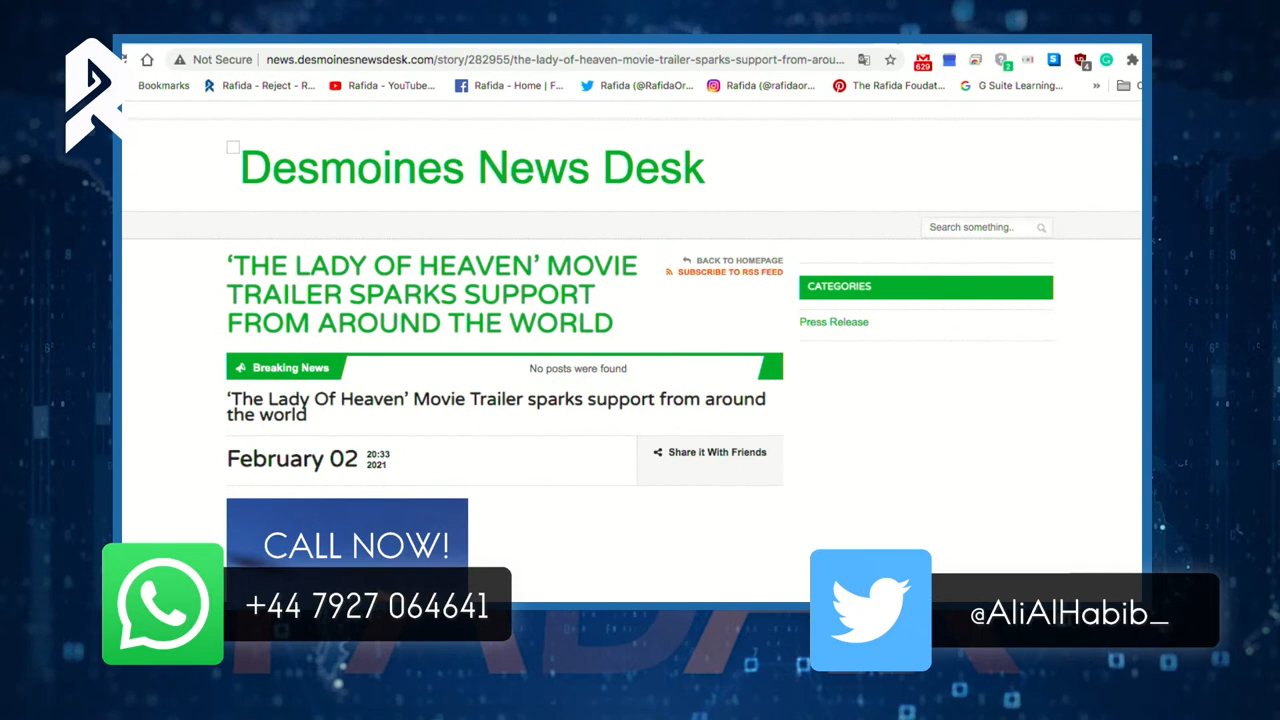 Not Secure | news.desmoinesnewsdesk.com/story/282955/the-lady-of-heaven-movie-trailer-sparks-support-from-arou...
629
2
4
Bookmarks Rafida - Reject - R... Rafida - YouTube... Rafida - Home | F... Rafida (@RafidaOr... Rafida (@rafidaor... The Rafida Foudat... G Suite Learning... »
Desmoines News Desk
Search something..
‘THE LADY OF HEAVEN’ MOVIE
TRAILER SPARKS SUPPORT
FROM AROUND THE WORLD
BACK TO HOMEPAGE
SUBSCRIBE TO RSS FEED
CATEGORIES
Press Release
Breaking News
No posts were found
‘The Lady Of Heaven’ Movie Trailer sparks support from around
the world
February 02
20:33
2021
Share it With Friends
CALL NOW!
+44 7927 064641
@AliAlHabib_